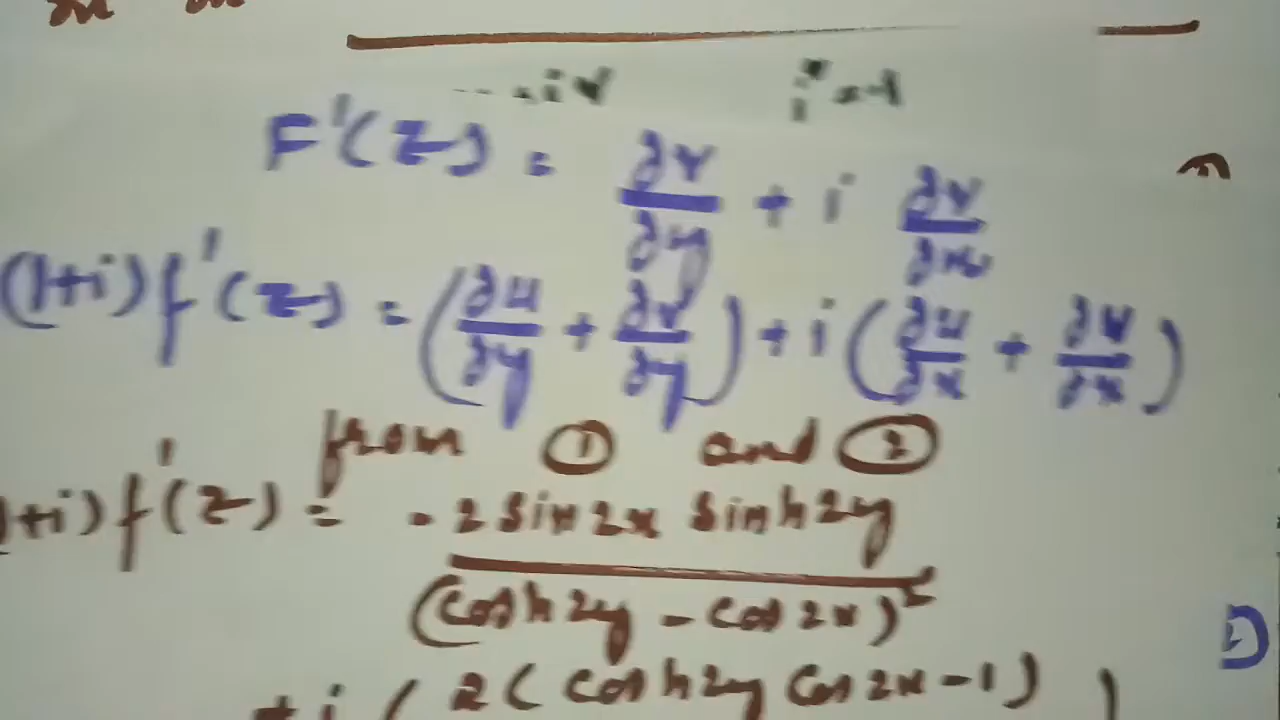 F'(z) = ∂v/∂y + i ∂v/∂x
(1+i) f'(z) = (∂u/∂y + ∂v/∂y) + i (∂u/∂x + ∂v/∂x)
from ① and ②
1+i) f'(z) = - 2 sin 2x sinh 2y
(cosh 2y - cos 2x)²
+ i ( 2 ( cosh 2y cos 2x - 1 ) )